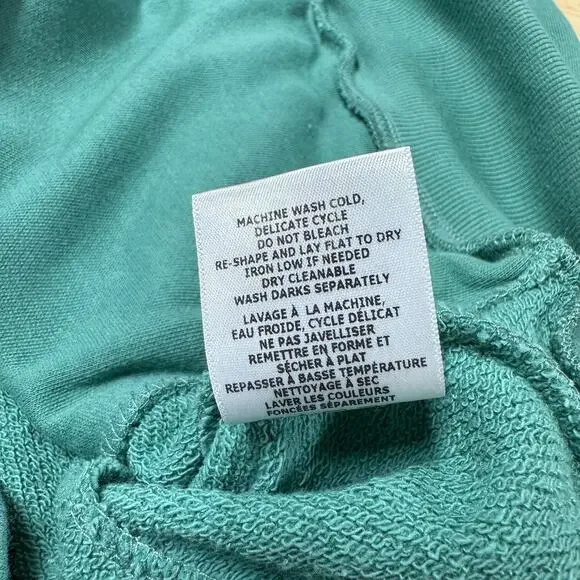 MACHINE WASH COLD,
DELICATE CYCLE
DO NOT BLEACH
RE-SHAPE AND LAY FLAT TO DRY
IRON LOW IF NEEDED
DRY CLEANABLE
WASH DARKS SEPARATELY
LAVAGE À LA MACHINE,
EAU FROIDE, CYCLE DÉLICAT
NE PAS JAVELLISER
REMETTRE EN FORME ET
SÉCHER À PLAT
REPASSER À BASSE TEMPÉRATURE
NETTOYAGE À SEC
LAVER LES COULEURS
FONCÉES SÉPAREMENT